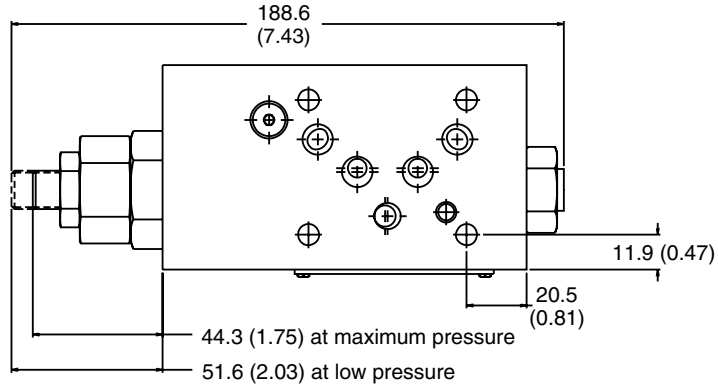 188.6
(7.43)
11.9 (0.47)
20.5
(0.81)
44.3 (1.75) at maximum pressure
51.6 (2.03) at low pressure